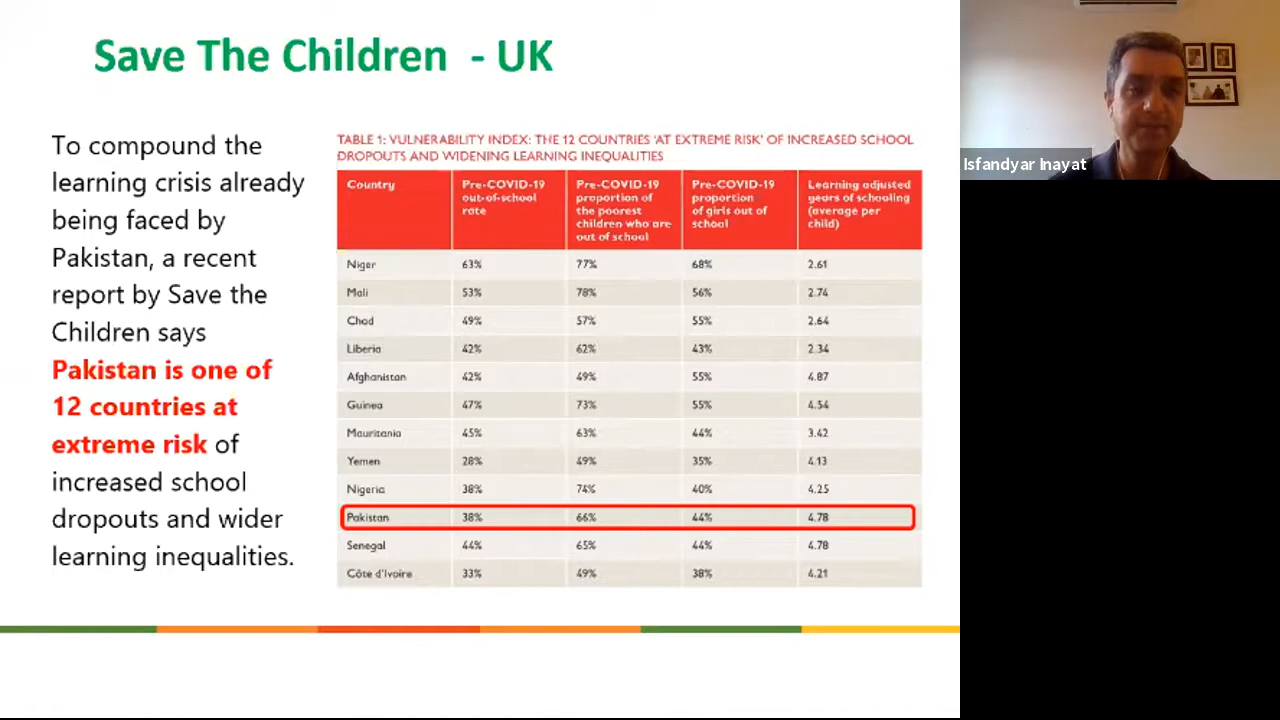 Save The Children - UK
To compound the
learning crisis already
being faced by
Pakistan, a recent
report by Save the
Children says
Pakistan is one of
12 countries at
extreme risk of
increased school
dropouts and wider
learning inequalities.
TABLE 1: VULNERABILITY INDEX: THE 12 COUNTRIES 'AT EXTREME RISK' OF INCREASED SCHOOL
DROPOUTS AND WIDENING LEARNING INEQUALITIES
Country Pre-COVID-19 out-of-school rate Pre-COVID-19 proportion of the poorest children who are out of school Pre-COVID-19 proportion of girls out of school Learning adjusted years of schooling (average per child)
Niger 63% 77% 68% 2.61
Mali 53% 78% 56% 2.74
Chad 49% 57% 55% 2.64
Liberia 42% 62% 43% 2.34
Afghanistan 42% 49% 55% 4.87
Guinea 47% 73% 55% 4.54
Mauritania 45% 63% 44% 3.42
Yemen 28% 49% 35% 4.13
Nigeria 38% 74% 40% 4.25
Pakistan 38% 66% 44% 4.78
Senegal 44% 65% 44% 4.78
Côte d'Ivoire 33% 49% 38% 4.21
Isfandyar Inayat